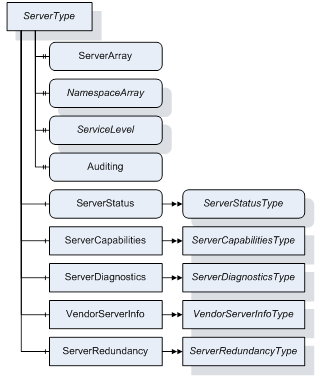 ServerType
ServerArray
NamespaceArray
ServiceLevel
Auditing
ServerStatus ServerStatusType
ServerCapabilities ServerCapabilitiesType
ServerDiagnostics ServerDiagnosticsType
VendorServerInfo VendorServerInfoType
ServerRedundancy ServerRedundancyType